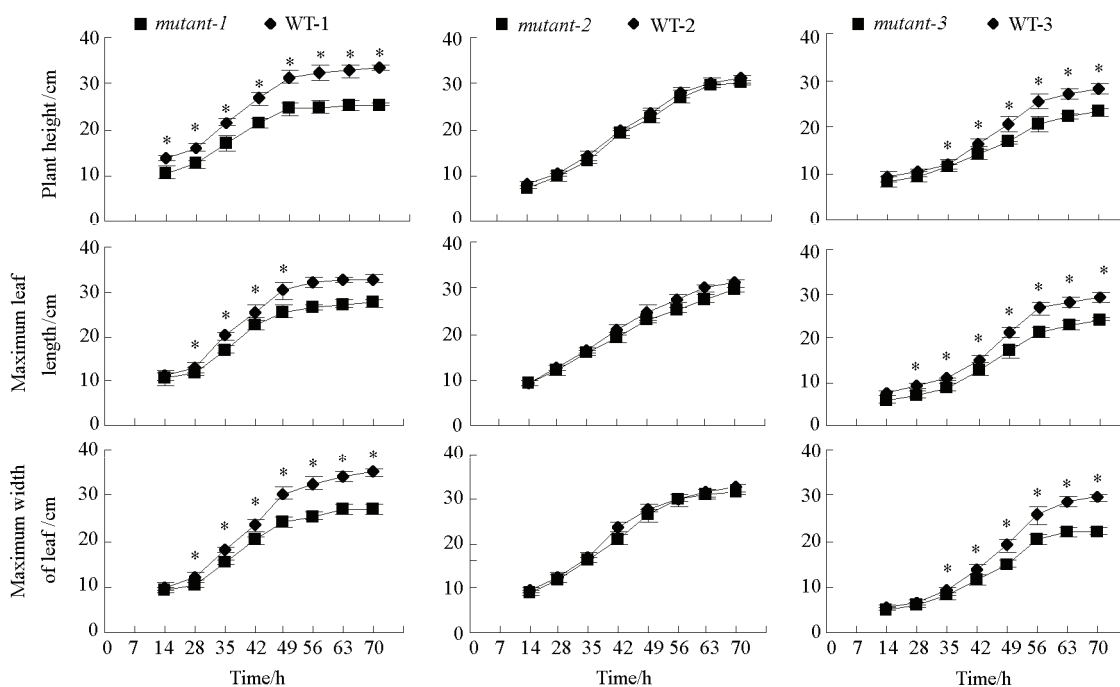 mutant-1 WT-1 mutant-2 WT-2 mutant-3 WT-3
Plant height/cm
40 30 20 10 0
* * * * * * * *
40 30 20 10 0
40 30 20 10 0
* * * * * *
Maximum leaf
length/cm
40 30 20 10 0
* * * *
40 30 20 10 0
40 30 20 10 0
* * * * * * *
Maximum width
of leaf/cm
40 30 20 10 0
* * * * * * *
40 30 20 10 0
40 30 20 10 0
* * * * * *
0 7 14 28 35 42 49 56 63 70
0 7 14 28 35 42 49 56 63 70
0 7 14 28 35 42 49 56 63 70
Time/h Time/h Time/h